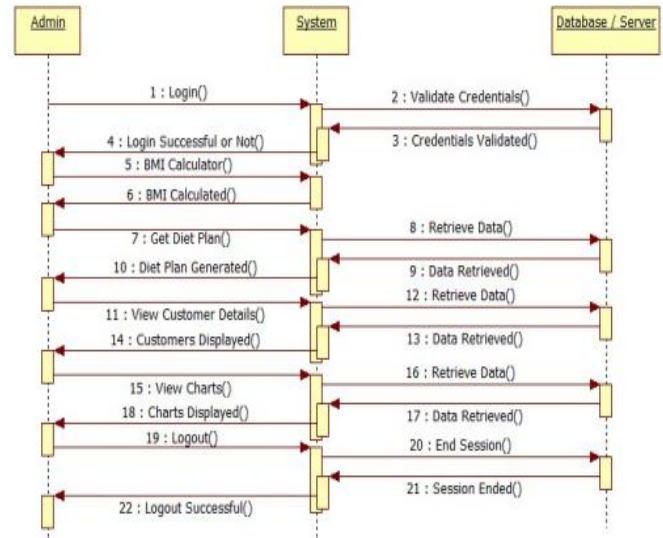 Admin
System
Database / Server
1 : Login()
2 : Validate Credentials()
3 : Credentials Validated()
4 : Login Successful or Not()
5 : BMI Calculator()
6 : BMI Calculated()
7 : Get Diet Plan()
8 : Retrieve Data()
9 : Data Retrieved()
10 : Diet Plan Generated()
11 : View Customer Details()
12 : Retrieve Data()
13 : Data Retrieved()
14 : Customers Displayed()
15 : View Charts()
16 : Retrieve Data()
17 : Data Retrieved()
18 : Charts Displayed()
19 : Logout()
20 : End Session()
21 : Session Ended()
22 : Logout Successful()